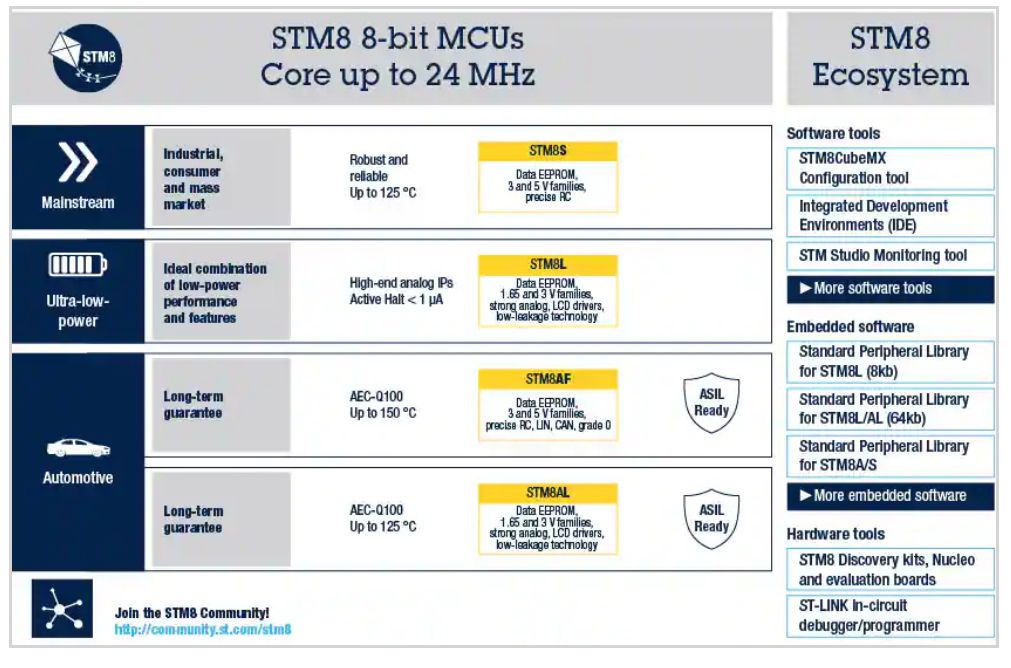 STM8
STM8 8-bit MCUs
Core up to 24 MHz
Mainstream
Industrial,
consumer
and mass
market
Robust and
reliable
Up to 125 °C
STM8S
Data EEPROM,
3 and 5 V families,
precise RC
Ultra-low-
power
Ideal combination
of low-power
performance
and features
High-end analog IPs
Active Halt < 1 µA
STM8L
Data EEPROM,
1.65 and 3 V families,
strong analog, LCD drivers,
low-leakage technology
Automotive
Long-term
guarantee
AEC-Q100
Up to 150 °C
STM8AF
Data EEPROM,
3 and 5 V families,
precise RC, LIN, CAN, grade 0
ASIL
Ready
Long-term
guarantee
AEC-Q100
Up to 125 °C
STM8AL
Data EEPROM,
1.65 and 3 V families,
strong analog, LCD drivers,
low-leakage technology
ASIL
Ready
Join the STM8 Community!
http://community.st.com/stm8
STM8
Ecosystem
Software tools
STM8CubeMX
Configuration tool
Integrated Development
Environments (IDE)
STM Studio Monitoring tool
►More software tools
Embedded software
Standard Peripheral Library
for STM8L (8kb)
Standard Peripheral Library
for STM8L/AL (64kb)
Standard Peripheral Library
for STM8A/S
►More embedded software
Hardware tools
STM8 Discovery kits, Nucleo
and evaluation boards
ST-LINK in-circuit
debugger/programmer